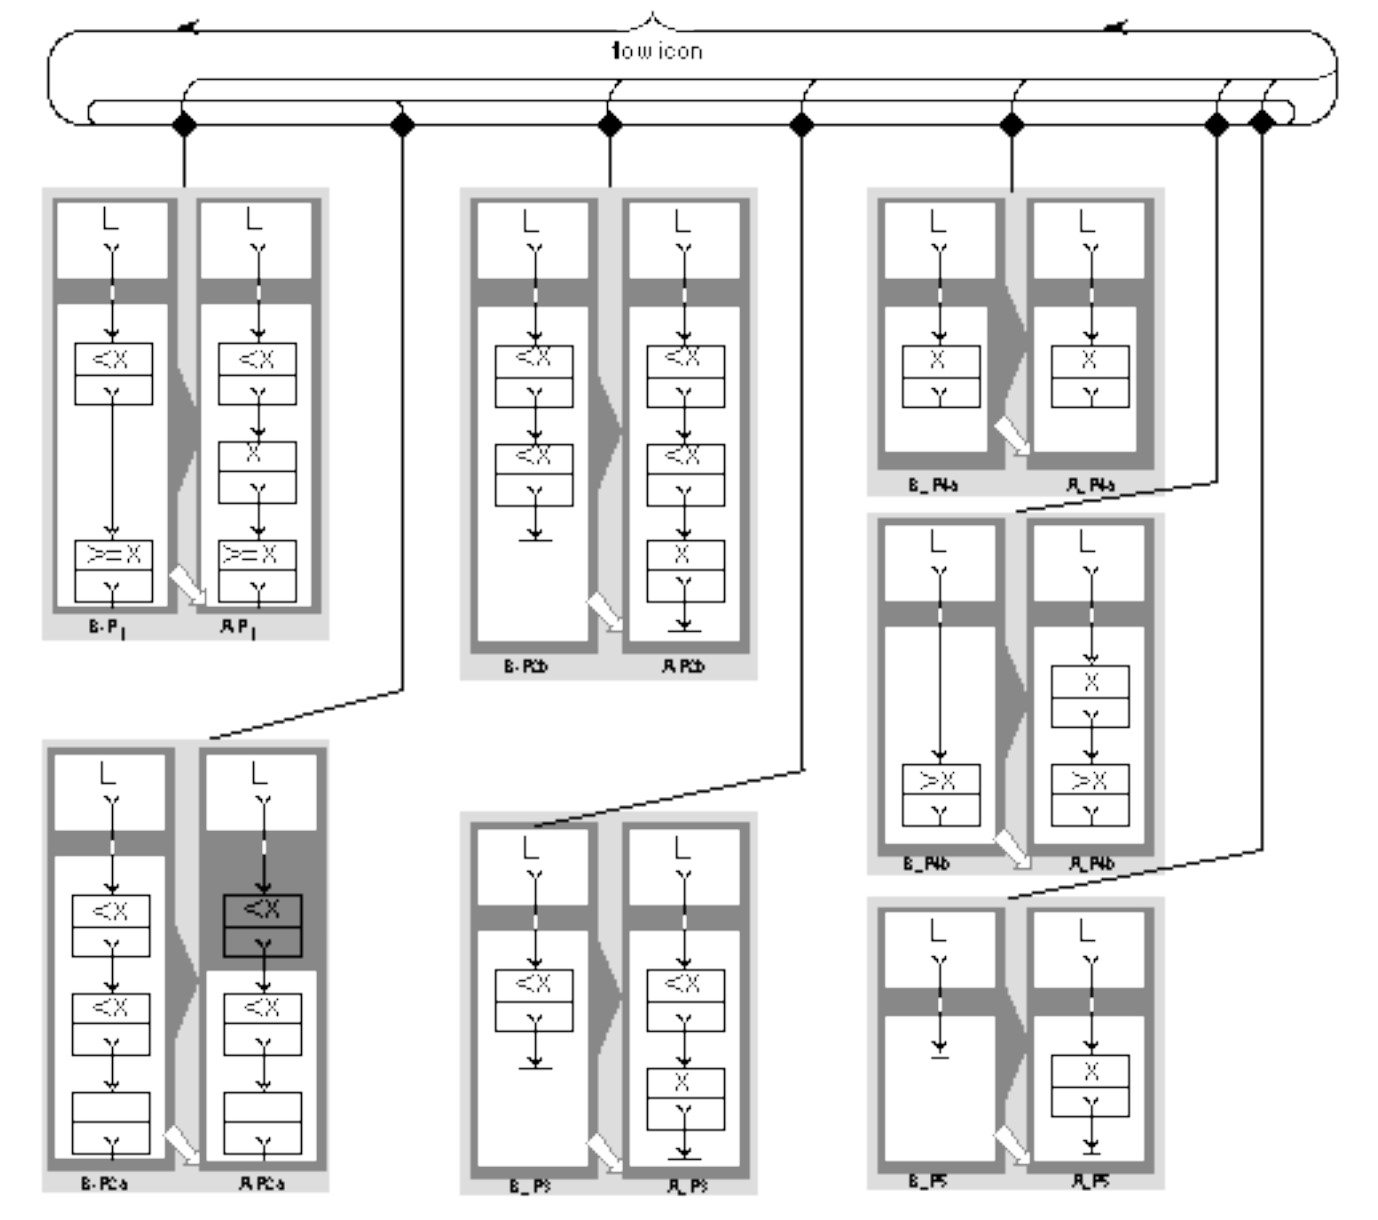 flow icon
L
L
<X
<X
X
>=X
>=X
B-P1
A-P1
L
L
<X
<X
<X
<X
X
B-P2b
A-P2b
L
L
X
X
B_P4a
A_P4a
L
L
X
>X
>X
B_P4b
A_P4b
L
L
<X
<X
<X
<X
B-P2a
A-P2a
L
L
<X
<X
X
B_P3
A_P3
L
L
X
B_P5
A_P5